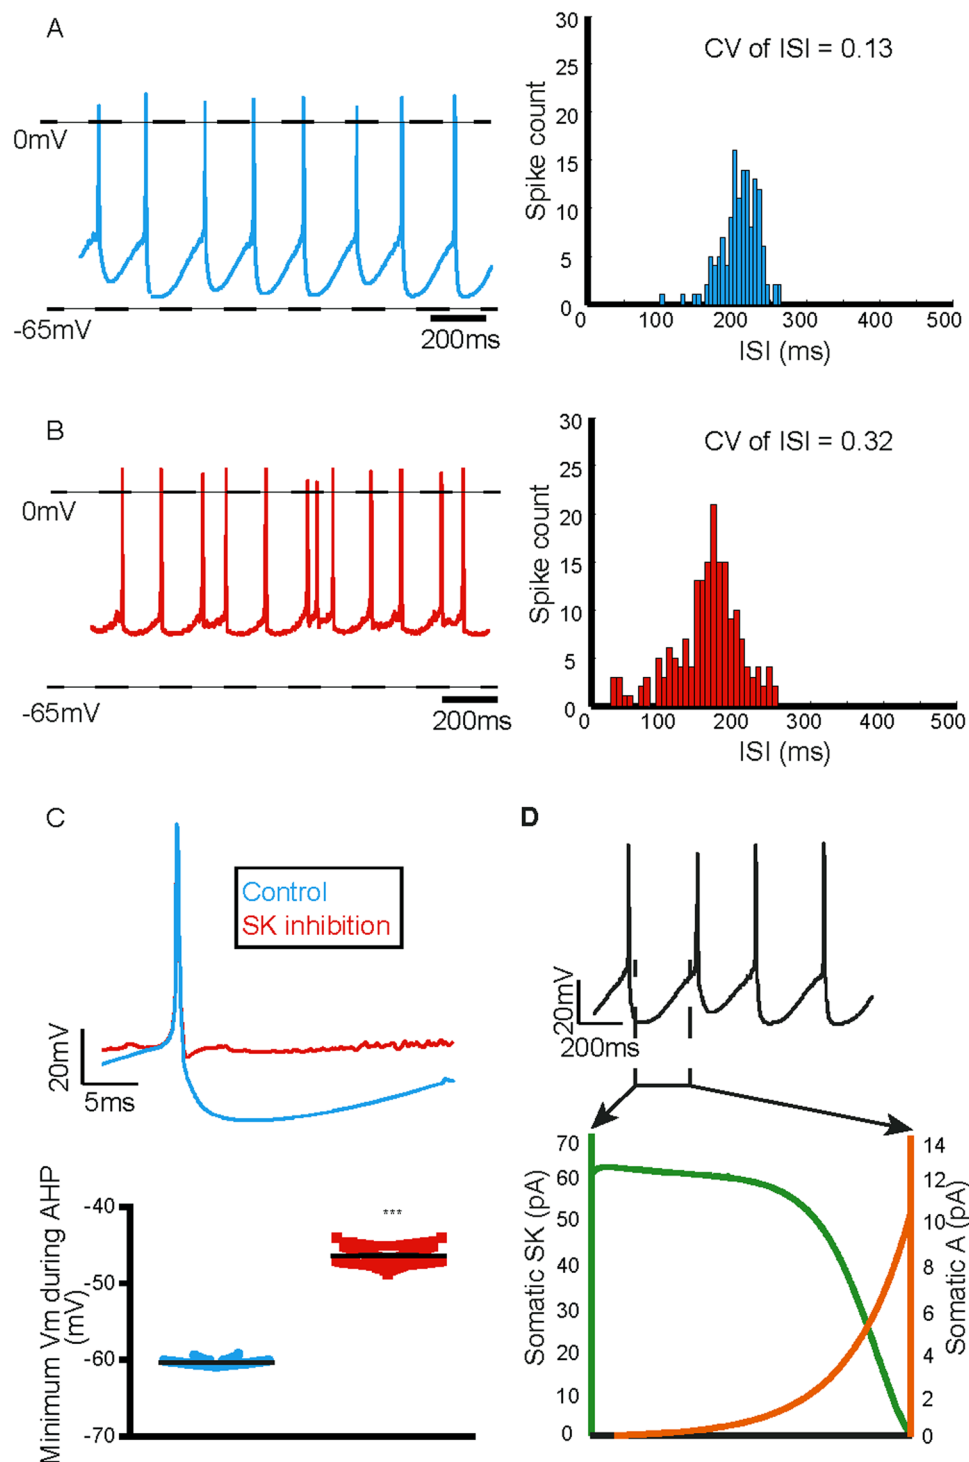 A
0mV
-65mV
200ms
CV of ISI = 0.13
Spike count
30
25
20
15
10
5
0
0 100 200 300 400 500
ISI (ms)
B
0mV
-65mV
200ms
CV of ISI = 0.32
Spike count
30
25
20
15
10
5
0
0 100 200 300 400 500
ISI (ms)
C
Control
SK inhibition
20mV
5ms
Minimum Vm during AHP
(mV)
-40
-50
-60
-70
***
D
20mV
200ms
Somatic SK (pA)
70
60
50
40
30
20
10
0
14
12
10
8
6
4
2
0
Somatic A (pA)